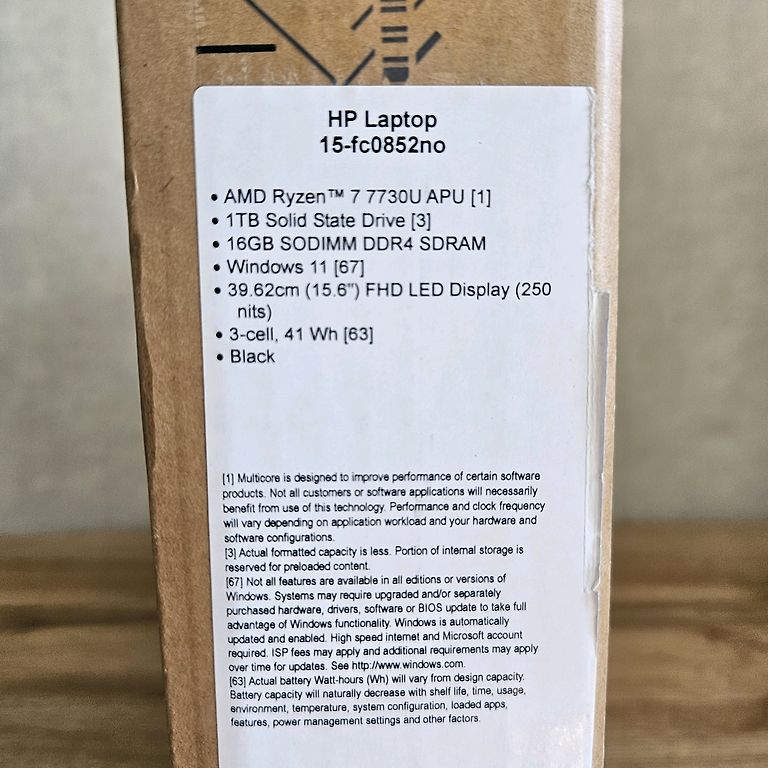 HP Laptop
15-fc0852no
• AMD Ryzen™ 7 7730U APU [1]
• 1TB Solid State Drive [3]
• 16GB SODIMM DDR4 SDRAM
• Windows 11 [67]
• 39.62cm (15.6") FHD LED Display (250
nits)
• 3-cell, 41 Wh [63]
• Black
[1] Multicore is designed to improve performance of certain software
products. Not all customers or software applications will necessarily
benefit from use of this technology. Performance and clock frequency
will vary depending on application workload and your hardware and
software configurations.
[3] Actual formatted capacity is less. Portion of internal storage is
reserved for preloaded content.
[67] Not all features are available in all editions or versions of
Windows. Systems may require upgraded and/or separately
purchased hardware, drivers, software or BIOS update to take full
advantage of Windows functionality. Windows is automatically
updated and enabled. High speed internet and Microsoft account
required. ISP fees may apply and additional requirements may apply
over time for updates. See http://www.windows.com.
[63] Actual battery Watt-hours (Wh) will vary from design capacity.
Battery capacity will naturally decrease with shelf life, time, usage,
environment, temperature, system configuration, loaded apps,
features, power management settings and other factors.